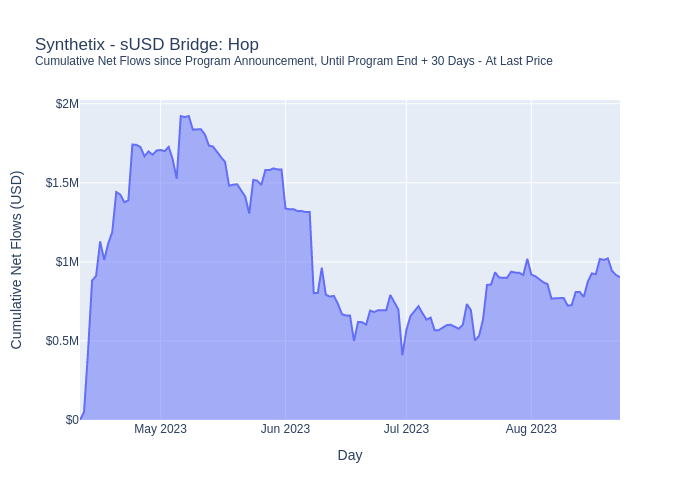 Synthetix - sUSD Bridge: Hop
Cumulative Net Flows since Program Announcement, Until Program End + 30 Days - At Last Price
Cumulative Net Flows (USD)
$2M
$1.5M
$1M
$0.5M
$0
May 2023
Jun 2023
Jul 2023
Aug 2023
Day